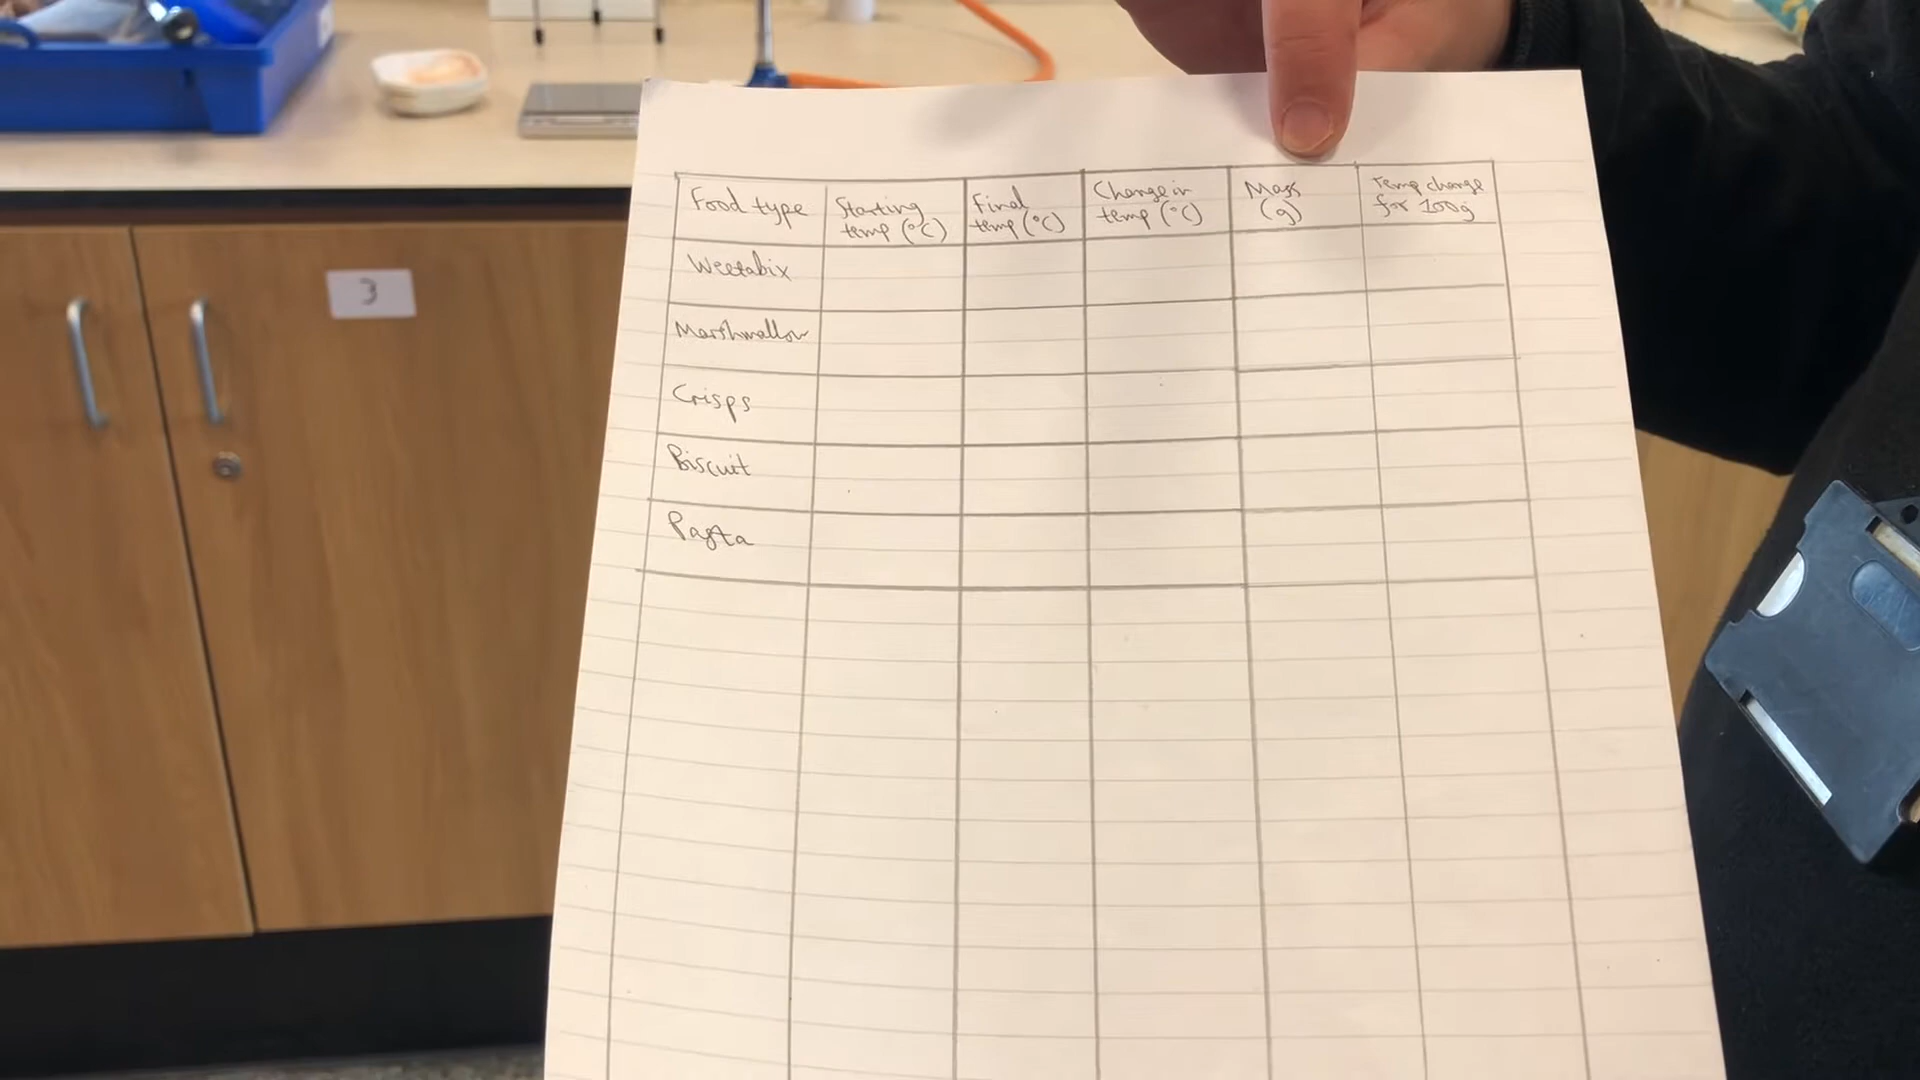 Food type
Starting
temp (°C)
Final
temp (°C)
Change in
temp (°C)
Mass
(g)
Temp change
for 100g
Weetabix
Marshmallow
Crisps
Biscuit
Pasta
3